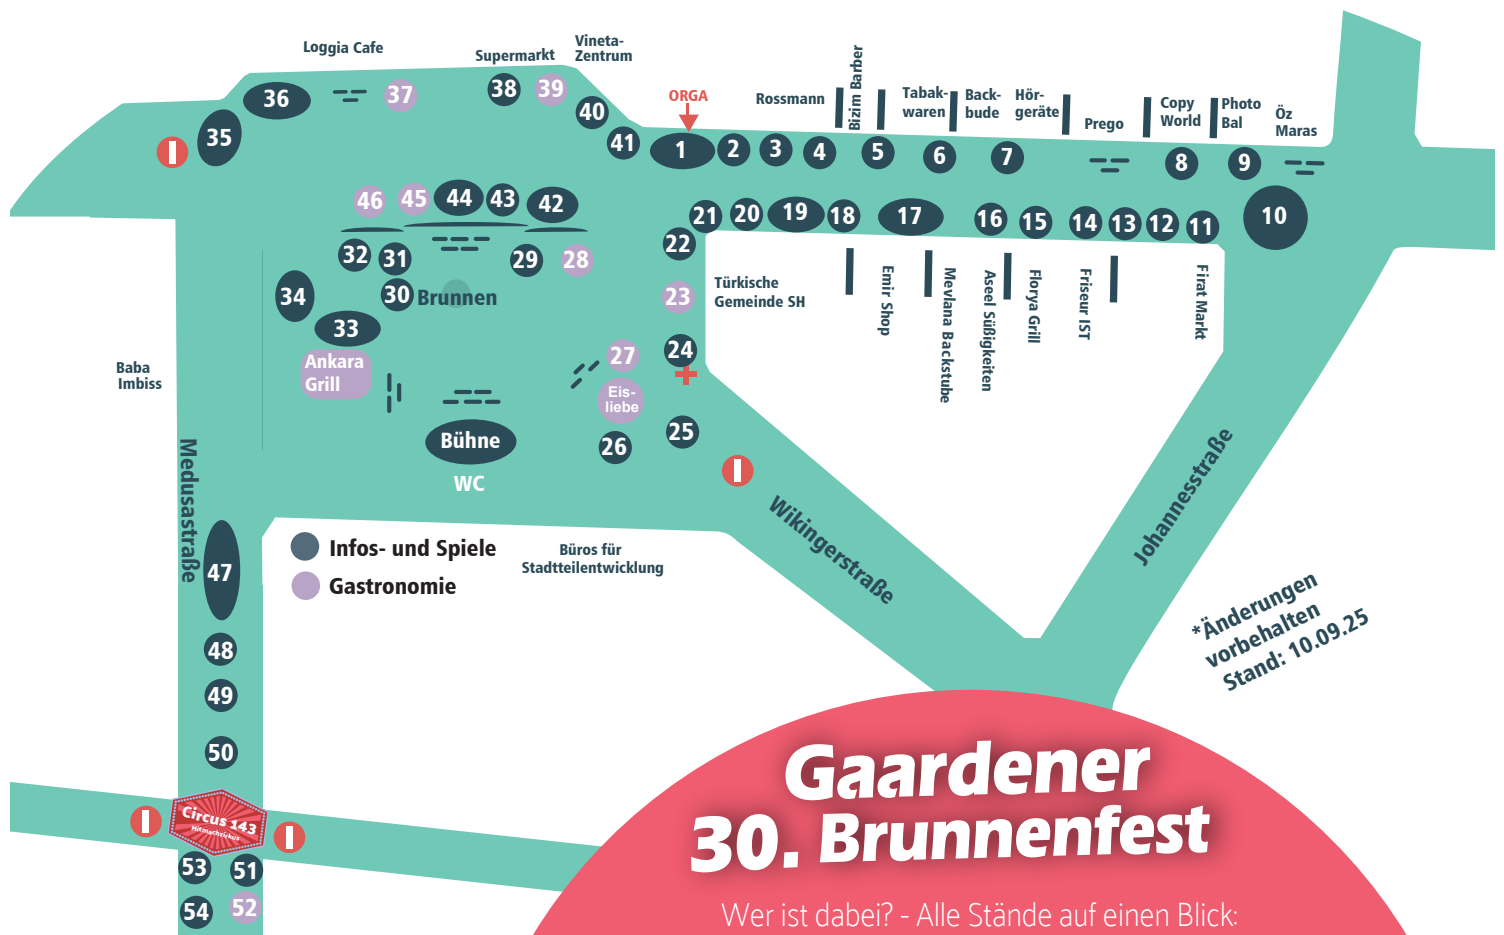 Loggia Cafe
Supermarkt
Vineta-
Zentrum
ORGA
Rossmann
Bizim Barber
Tabak-
waren
Back-
bude
Hör-
geräte
Prego
Copy
World
Photo
Bal
Öz
Maras
35
36
37
38
39
40
41
1
2
3
4
5
6
7
8
9
46
45
44
43
42
21
20
19
18
17
16
15
14
13
12
11
10
32
31
29
28
22
34
30
Brunnen
23
33
Türkische
Gemeinde SH
Emir Shop
Mevlana Backstube
Aseel Süßigkeiten
Florya Grill
Friseur IST
Firat Markt
Ankara
Grill
27
24
Eis-
liebe
Baba
Imbiss
Bühne
26
25
WC
Medusastraße
Wikingerstraße
Johannesstraße
Infos- und Spiele
Gastronomie
Büros für
Stadtteilentwicklung
47
48
49
50
*Änderungen
vorbehalten
Stand: 10.09.25
Circus 143
Mitmachzirkus
53
51
54
52
Gaardener
30. Brunnenfest
Wer ist dabei? - Alle Stände auf einen Blick: